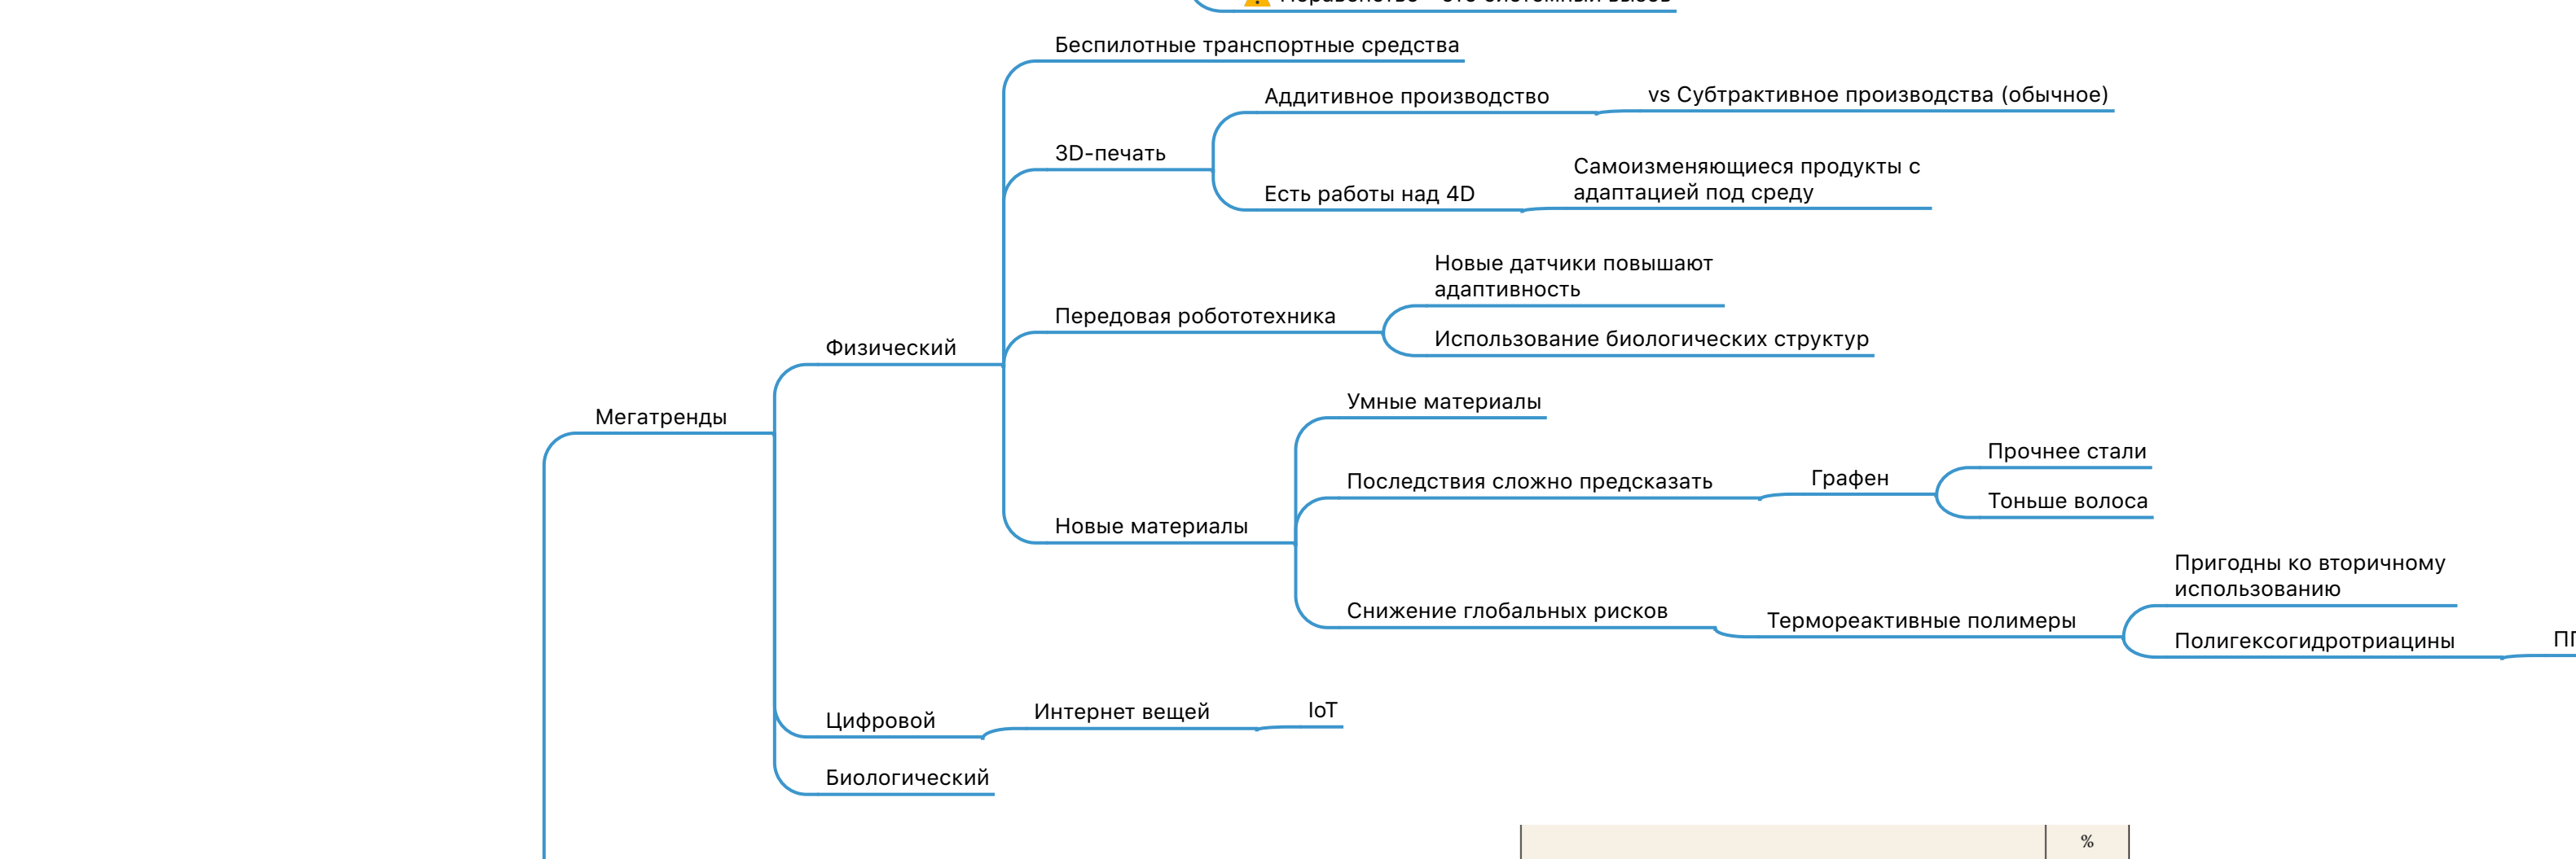 Беспилотные транспортные средства
Аддитивное производство
vs Субтрактивное производства (обычное)
3D-печать
Самоизменяющиеся продукты с
адаптацией под среду
Есть работы над 4D
Новые датчики повышают
адаптивность
Передовая робототехника
Использование биологических структур
Физический
Умные материалы
Мегатренды
Прочнее стали
Последствия сложно предсказать
Графен
Тоньше волоса
Новые материалы
Пригодны ко вторичному
использованию
Снижение глобальных рисков
Термореактивные полимеры
Полигексогидротриацины
Цифровой
Интернет вещей
IoT
Биологический
%